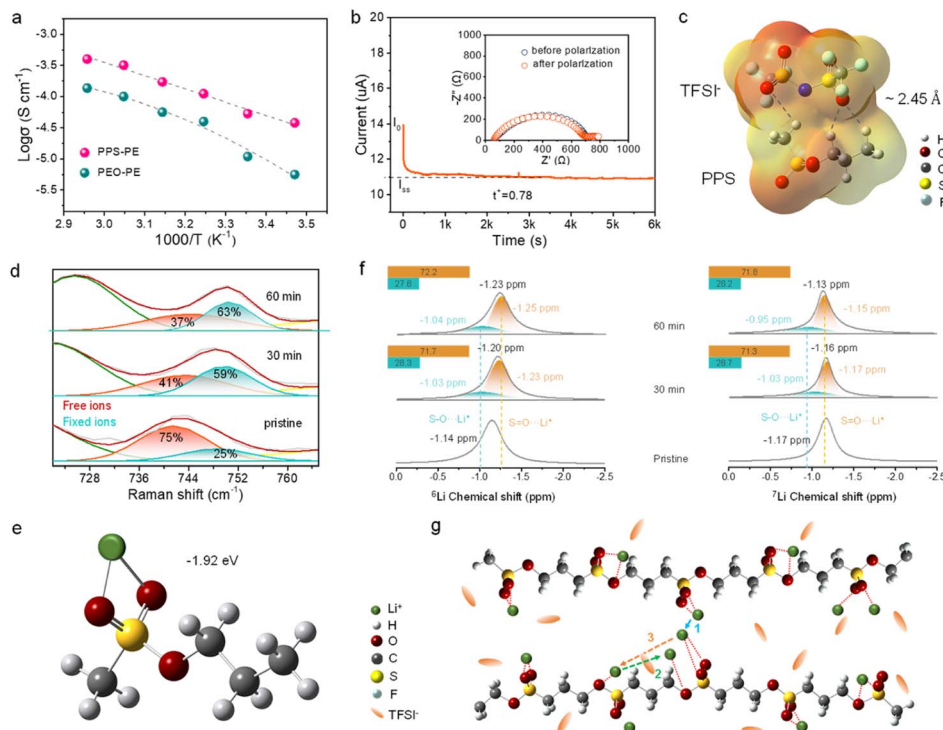 a
Logσ (S cm⁻¹)
-3.0
-3.5
-4.0
-4.5
-5.0
-5.5
PPS-PE
PEO-PE
2.9 3.0 3.1 3.2 3.3 3.4 3.5
1000/T (K⁻¹)
b
Current (uA)
22
20
18
16
14
12
10
I₀
Iss
t⁺=0.78
0 1k 2k 3k 4k 5k 6k
Time (s)
-Z" (Ω)
1000
800
600
400
200
0
before polarlzation
after polarlzation
0 200 400 600 800 1000
Z' (Ω)
c
TFSI⁻
~ 2.45 Å
PPS
H
S
F
d
60 min
63%
37%
30 min
41%
59%
Free ions
Fixed ions
pristine
75%
25%
728 736 744 752 760
Raman shift (cm⁻¹)
f
72.2
27.8
-1.23 ppm
-1.25 ppm
-1.04 ppm
71.7
28.3
-1.20 ppm
-1.23 ppm
-1.03 ppm
S-O···Li⁺
S=O···Li⁺
-1.14 ppm
0.0 -0.5 -1.0 -1.5 -2.0 -2.5
⁶Li Chemical shift (ppm)
60 min
30 min
Pristine
71.8
28.2
-1.13 ppm
-1.15 ppm
-0.95 ppm
71.3
28.7
-1.16 ppm
-1.17 ppm
-1.03 ppm
S-O···Li⁺
S=O···Li⁺
-1.17 ppm
0.0 -0.5 -1.0 -1.5 -2.0 -2.5
⁷Li Chemical shift (ppm)
e
-1.92 eV
Li⁺
H
O
C
S
F
TFSI⁻
g
1
3
2